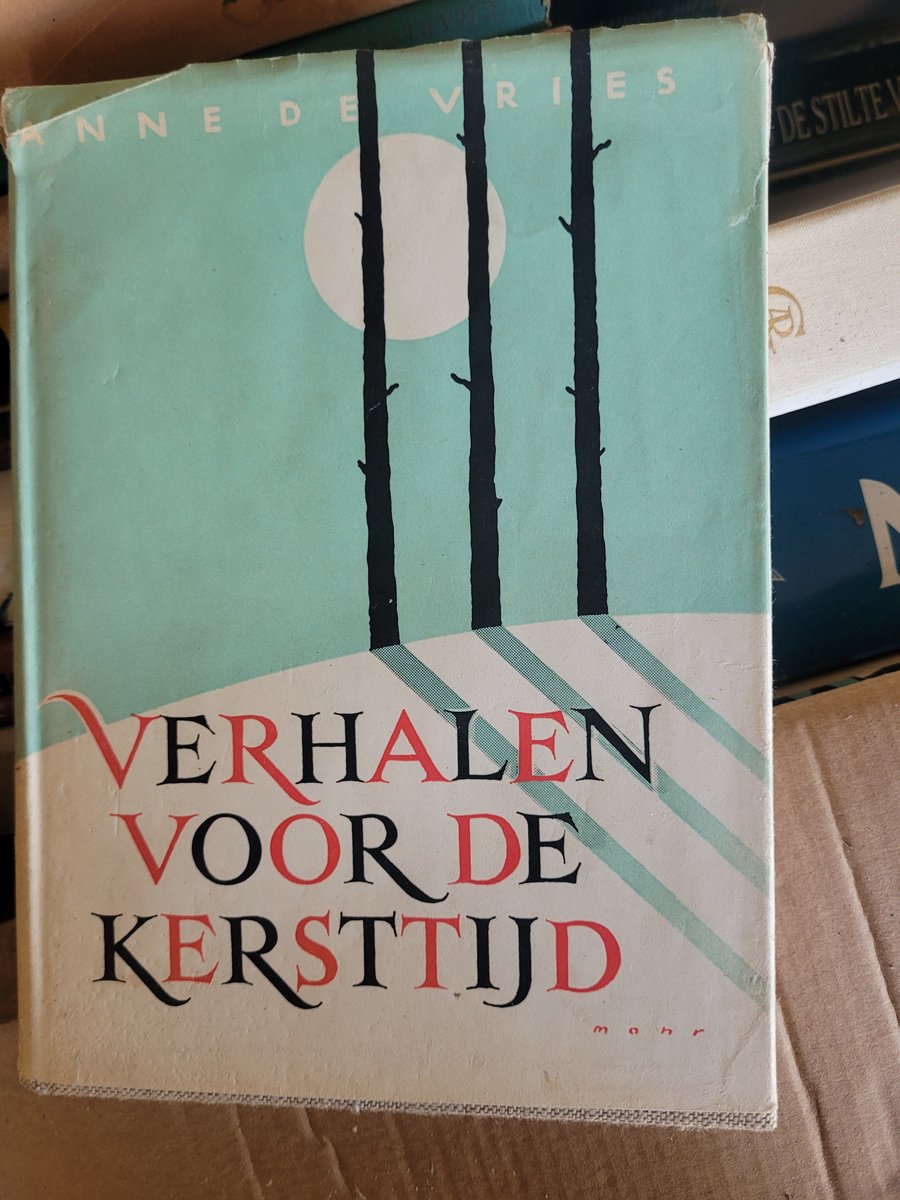 ANNE DE VRIES
VERHALEN
VOOR DE
KERSTTIJD
mohr
DE STILTE